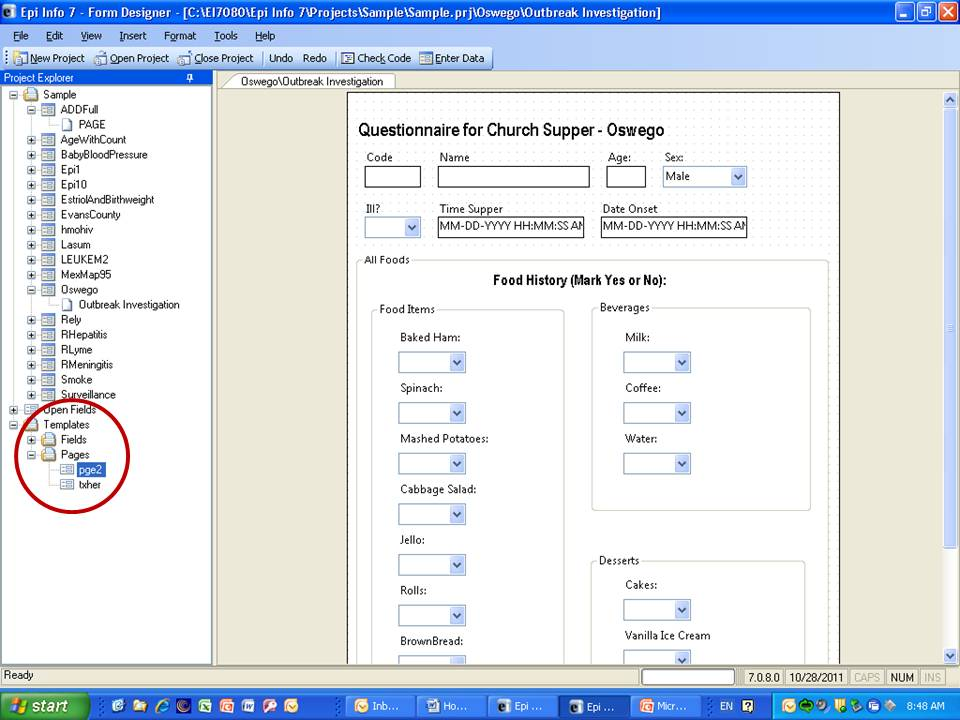 Epi Info 7 - Form Designer - [C:\EI7080\Epi Info 7\Projects\Sample\Sample.prj\Oswego\Outbreak Investigation]
File Edit View Insert Format Tools Help
New Project Open Project Close Project Undo Redo Check Code Enter Data
Project Explorer
Sample
ADDFull
PAGE
AgeWithCount
BabyBloodPressure
Epi1
Epi10
EstriolAndBirthweight
EvansCounty
hmohiv
Lasum
LEUKEM2
MexMap95
Oswego
Outbreak Investigation
Rely
RHepatitis
RLyme
RMeningitis
Smoke
Surveillance
Open Fields
Templates
Fields
Pages
pge2
txher
Oswego\Outbreak Investigation
Questionnaire for Church Supper - Oswego
Code Name Age: Sex:
Male
Ill? Time Supper Date Onset
MM-DD-YYYY HH:MM:SS AM MM-DD-YYYY HH:MM:SS AM
All Foods
Food History (Mark Yes or No):
Food Items
Baked Ham:
Spinach:
Mashed Potatoes:
Cabbage Salad:
Jello:
Rolls:
BrownBread:
Beverages
Milk:
Coffee:
Water:
Desserts
Cakes:
Vanilla Ice Cream
Ready
7.0.8.0 10/28/2011 CAPS NUM INS
start Inb... Ho... Epi ... Epi ... Micr... EN 8:48 AM